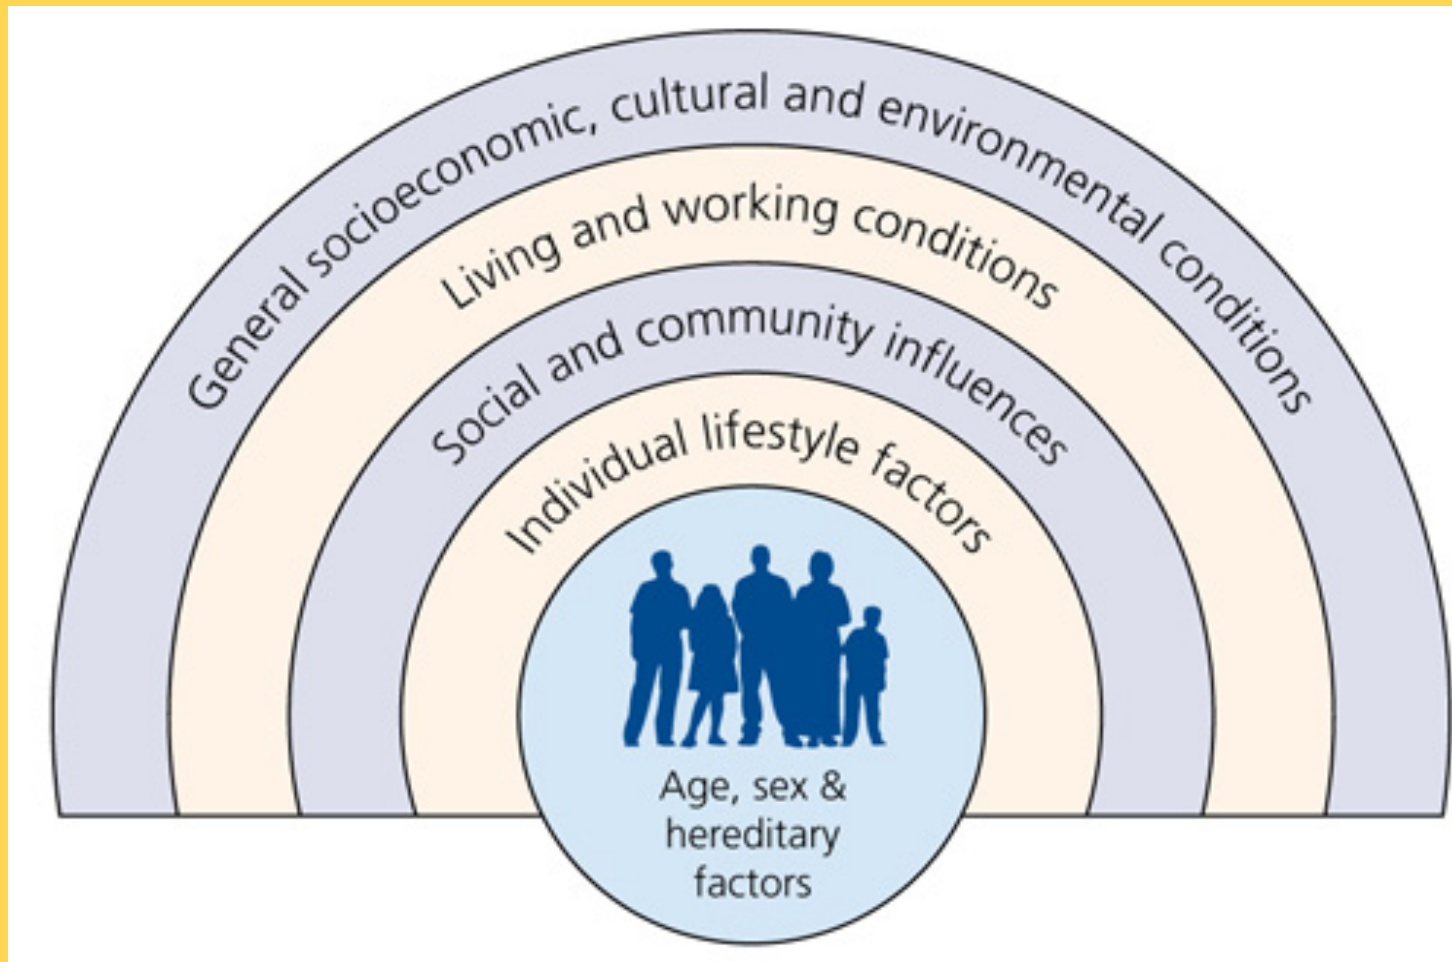 General socioeconomic, cultural and environmental conditions
Living and working conditions
Social and community influences
Individual lifestyle factors
Age, sex &
hereditary
factors